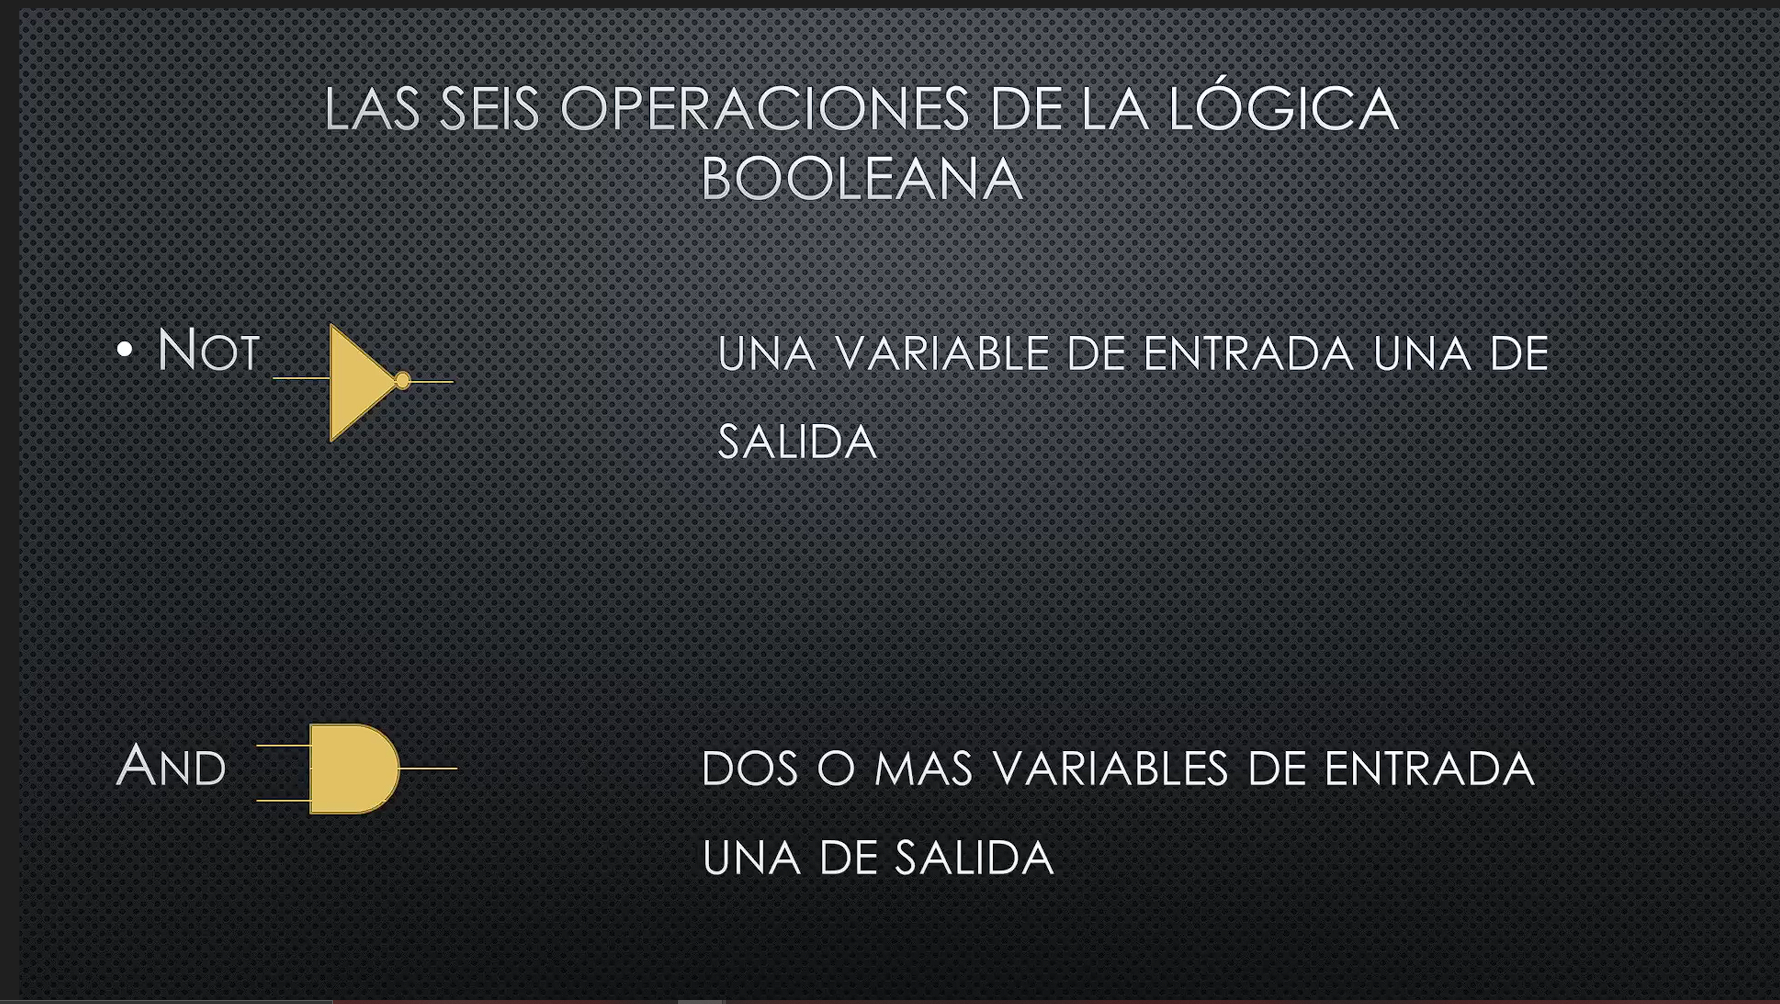 LAS SEIS OPERACIONES DE LA LÓGICA
BOOLEANA
• NOT
UNA VARIABLE DE ENTRADA UNA DE
SALIDA
AND
DOS O MAS VARIABLES DE ENTRADA
UNA DE SALIDA